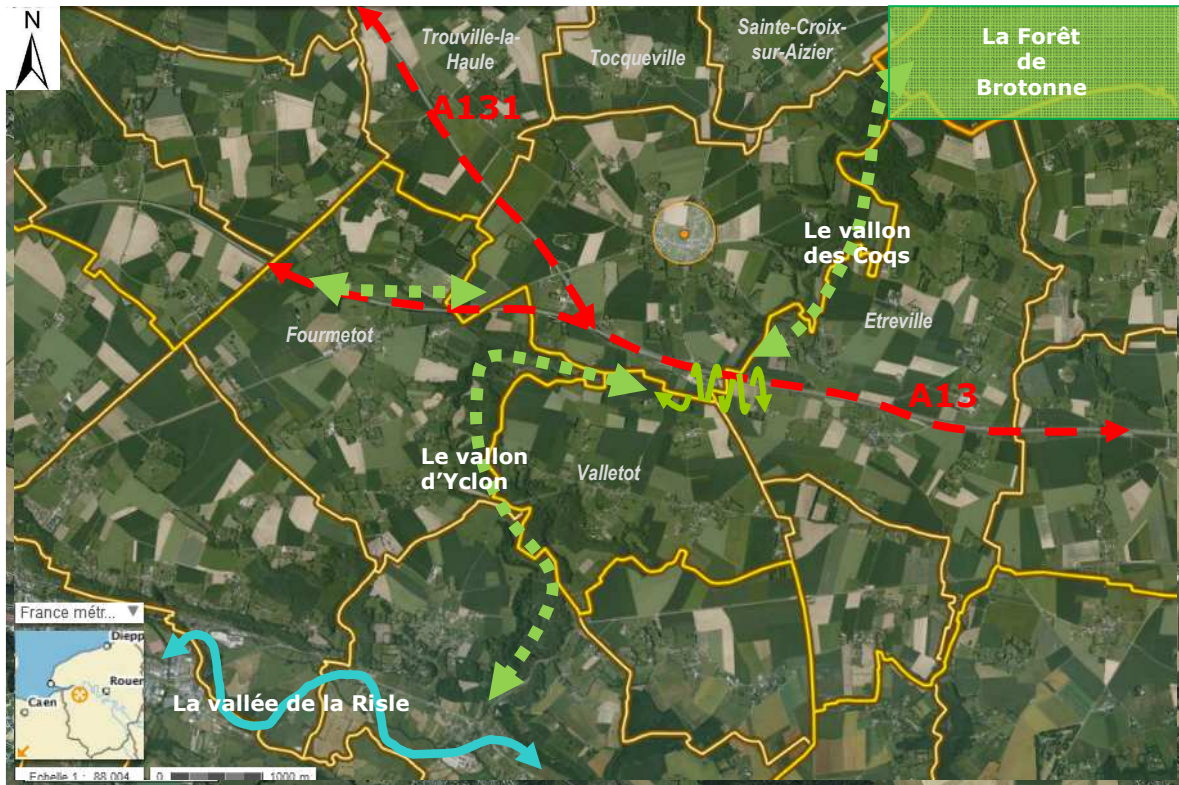 N
Trouville-la-
Haule
Tocqueville
Sainte-Croix-
sur-Aizier
La Forêt
de
Brotonne
A131
Le vallon
des Coqs
Fourmetot
Etreville
A13
Le vallon
d'Yclon
Valletot
France métr... ▼
Diepp
Rouen
Caen
La vallée de la Risle
Echelle 1 : 88 004
0
1000 m